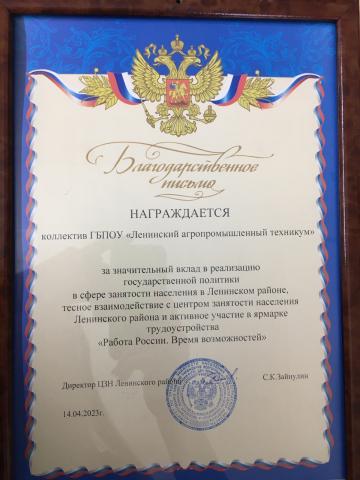 Благодарственное
письмо
НАГРАЖДАЕТСЯ
коллектив ГБПОУ «Ленинский агропромышленный техникум»
за значительный вклад в реализацию
государственной политики
в сфере занятости населения в Ленинском районе,
тесное взаимодействие с центром занятости населения
Ленинского района и активное участие в ярмарке
трудоустройства
«Работа России. Время возможностей»
Директор ЦЗН Ленинского района С.К.Зайнулин
14.04.2023г.